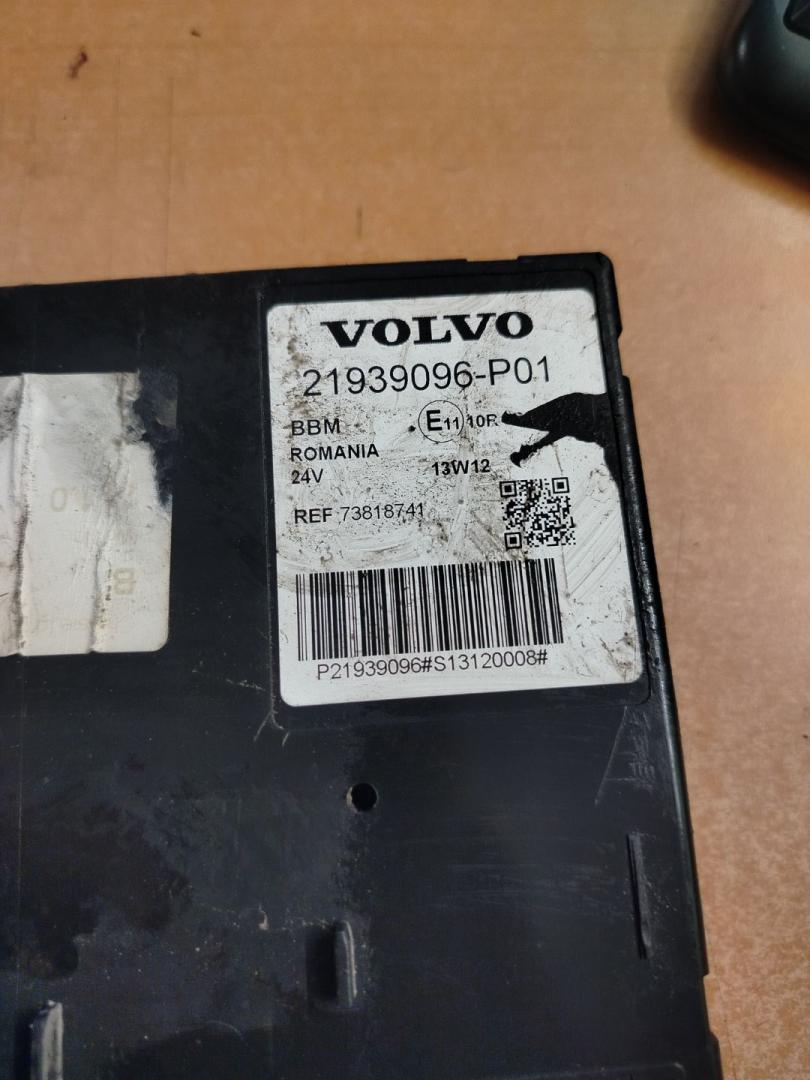 VOLVO
21939096-P01
BBM
E11 10R
ROMANIA
24V
13W12
REF 73818741
P21939096#S13120008#